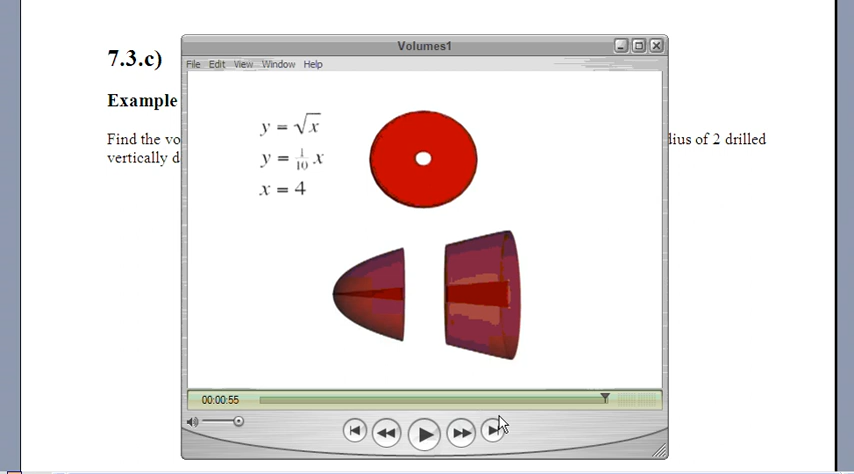 Volumes1
File Edit View Window Help
7.3.c)
Example
Find the vo
dius of 2 drilled
vertically d
y = √x
y = 1/10 x
x = 4
00:00:55